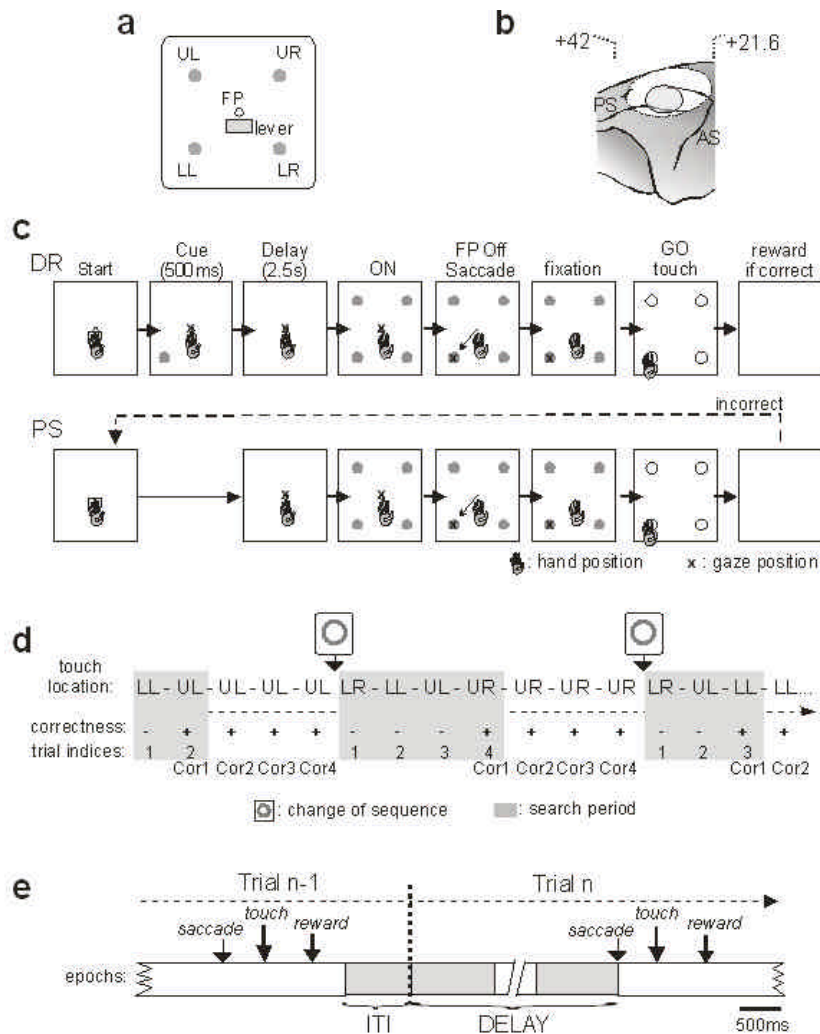 a
UL UR
FP
lever
LL LR
b
+42 +21.6
PS
AS
c
DR
Start
Cue (500ms)
Delay (2.5s)
ON
FP Off Saccade
fixation
GO touch
reward if correct
PS
incorrect
: hand position x : gaze position
d
touch location: LL - UL - UL - UL - UL LR - LL - UL - UR - UR - UR - UR LR - UL - LL - LL...
correctness: - + + + + - - - + + + + - - + +
trial indices: 1 2 1 2 3 4 1 2 3
Cor1 Cor2 Cor3 Cor4 Cor1 Cor2 Cor3 Cor4 Cor1 Cor2
: change of sequence : search period
e
Trial n-1 Trial n
saccade touch reward saccade touch reward
epochs:
ITI DELAY
500ms